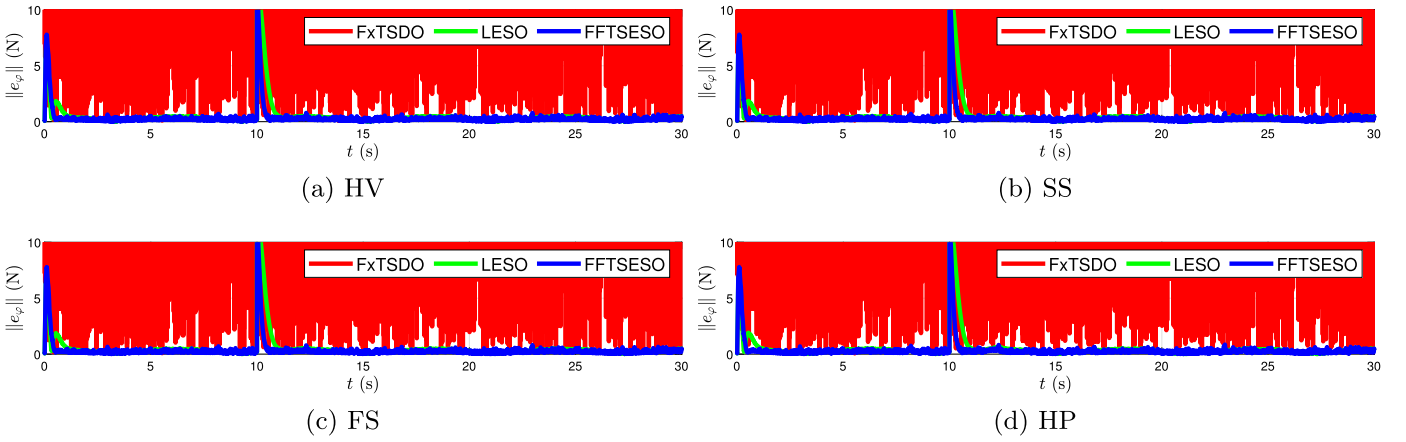 10
5
0
‖e_φ‖ (N)
FxTSDO LESO FFTSESO
0 5 10 15 20 25 30
t (s)
(a) HV
10
5
0
‖e_φ‖ (N)
FxTSDO LESO FFTSESO
0 5 10 15 20 25 30
t (s)
(b) SS
10
5
0
‖e_φ‖ (N)
FxTSDO LESO FFTSESO
0 5 10 15 20 25 30
t (s)
(c) FS
10
5
0
‖e_φ‖ (N)
FxTSDO LESO FFTSESO
0 5 10 15 20 25 30
t (s)
(d) HP